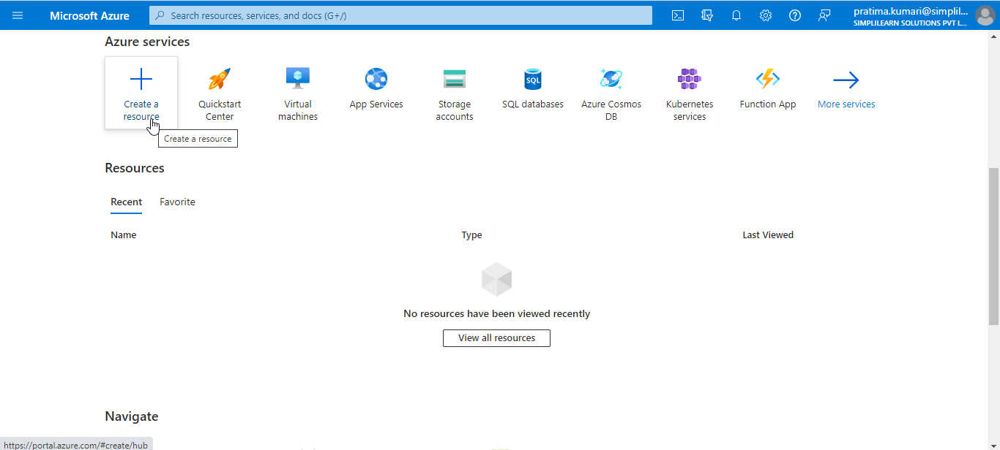 Microsoft Azure
Search resources, services, and docs (G+/)
pratima.kumari@simplil...
SIMPLILEARN SOLUTIONS PVT L...
Azure services
Create a
resource
Quickstart
Center
Virtual
machines
App Services
Storage
accounts
SQL
SQL databases
Azure Cosmos
DB
Kubernetes
services
Function App
More services
Create a resource
Resources
Recent
Favorite
Name
Type
Last Viewed
No resources have been viewed recently
View all resources
Navigate
https://portal.azure.com/#create/hub